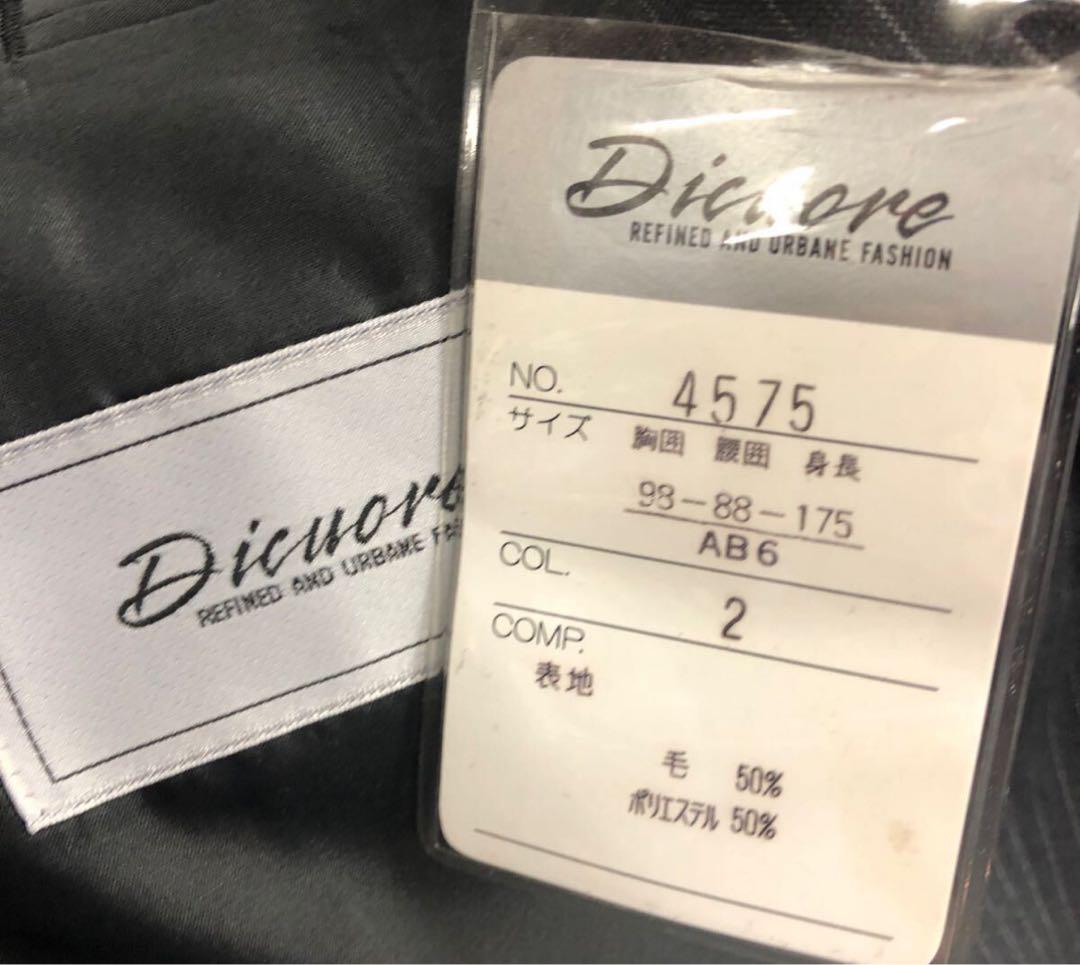 Dicuore
REFINED AND URBANE FASHION
NO. 4575
サイズ 胸囲 腰囲 身長
98-88-175
AB6
COL. 2
COMP.
表地
毛 50%
ポリエステル 50%
Dicuore
REFINED AND URBANE